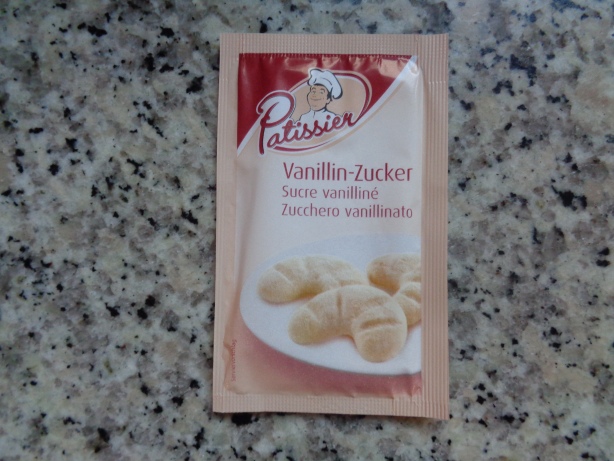 Patissier
Vanillin-Zucker
Sucre vanilliné
Zucchero vanillinato